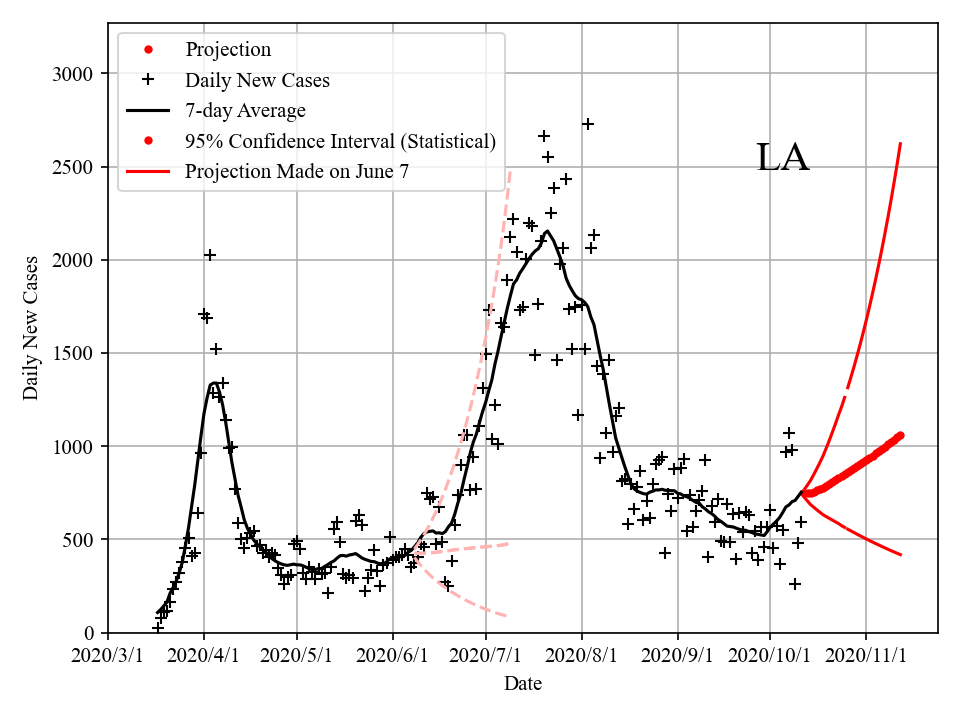 Projection
Daily New Cases
7-day Average
95% Confidence Interval (Statistical)
Projection Made on June 7
LA
3000
2500
2000
1500
1000
500
0
Daily New Cases
2020/3/1 2020/4/1 2020/5/1 2020/6/1 2020/7/1 2020/8/1 2020/9/1 2020/10/1 2020/11/1
Date